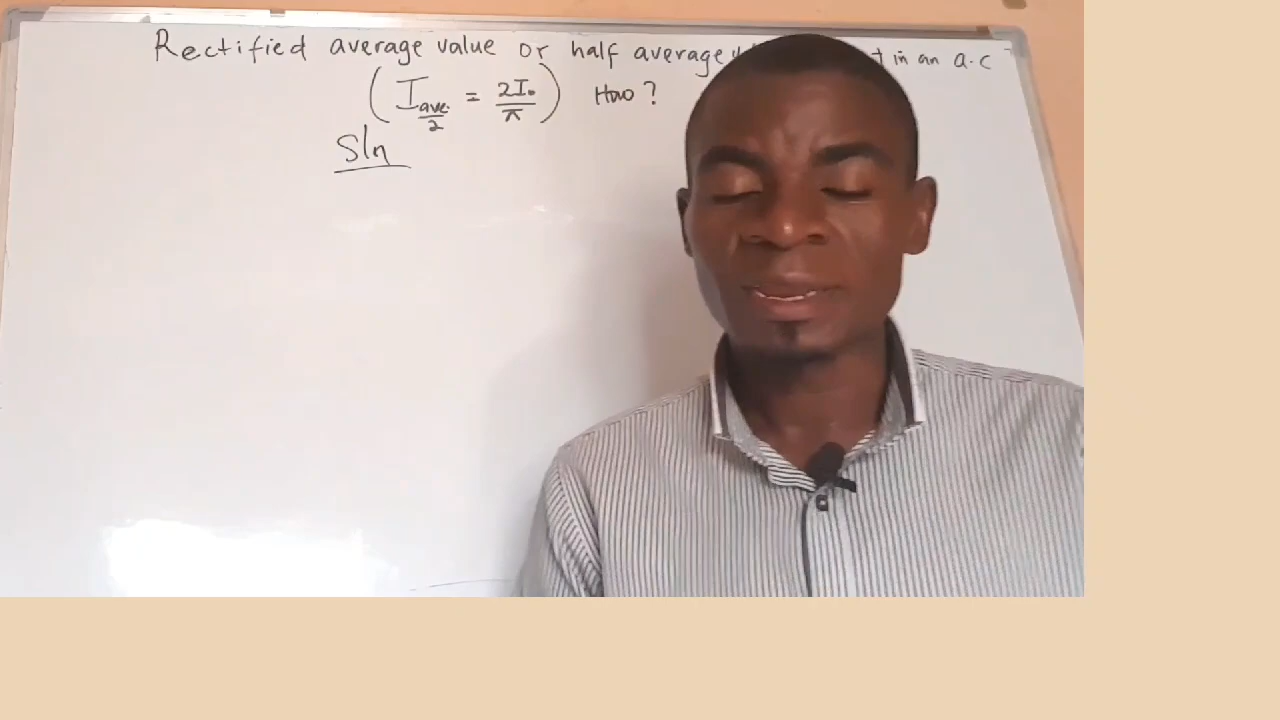 Rectified average value or half average in an a.c
(I ave./2 = 2I₀/π) How?
Sln